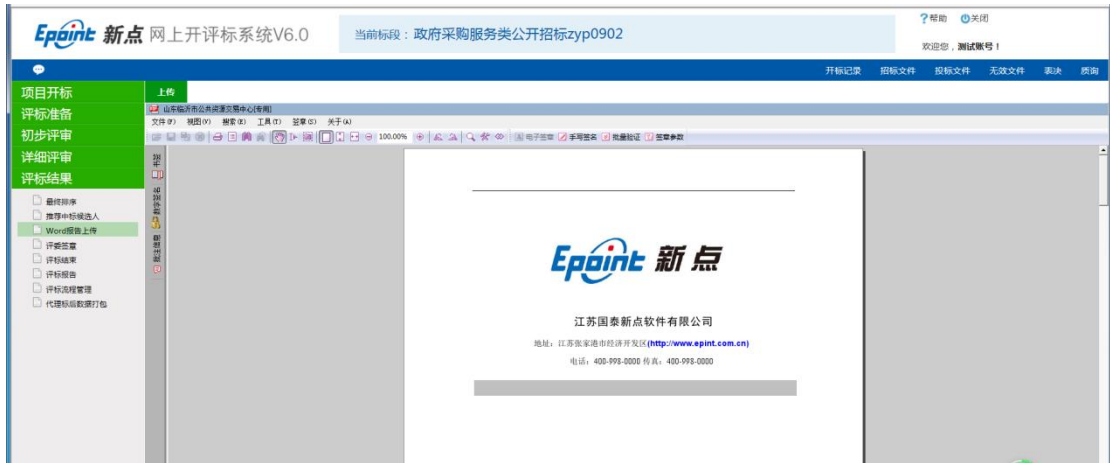 Epoint 新点 网上开评标系统V6.0
当前标段：政府采购服务类公开招标zyp0902
?帮助 关闭
欢迎您，测试账号！
开标记录 招标文件 投标文件 无效文件 表决 质询
项目开标
评标准备
初步评审
详细评审
评标结果
最终排序
推荐中标候选人
Word报告上传
评委签章
评标结束
评标报告
评标流程管理
代理标后数据打包
上传
山东临沂市公共资源交易中心(专用)
文件(F) 视图(V) 搜索(E) 工具(T) 签章(S) 关于(A)
100.00% 电子签章 手写签名 批量验证 签章参数
书签
数字签名
批注信息
Epoint 新点
江苏国泰新点软件有限公司
地址：江苏张家港市经济开发区(http://www.epint.com.cn)
电话：400-998-0000 传真：400-998-0000